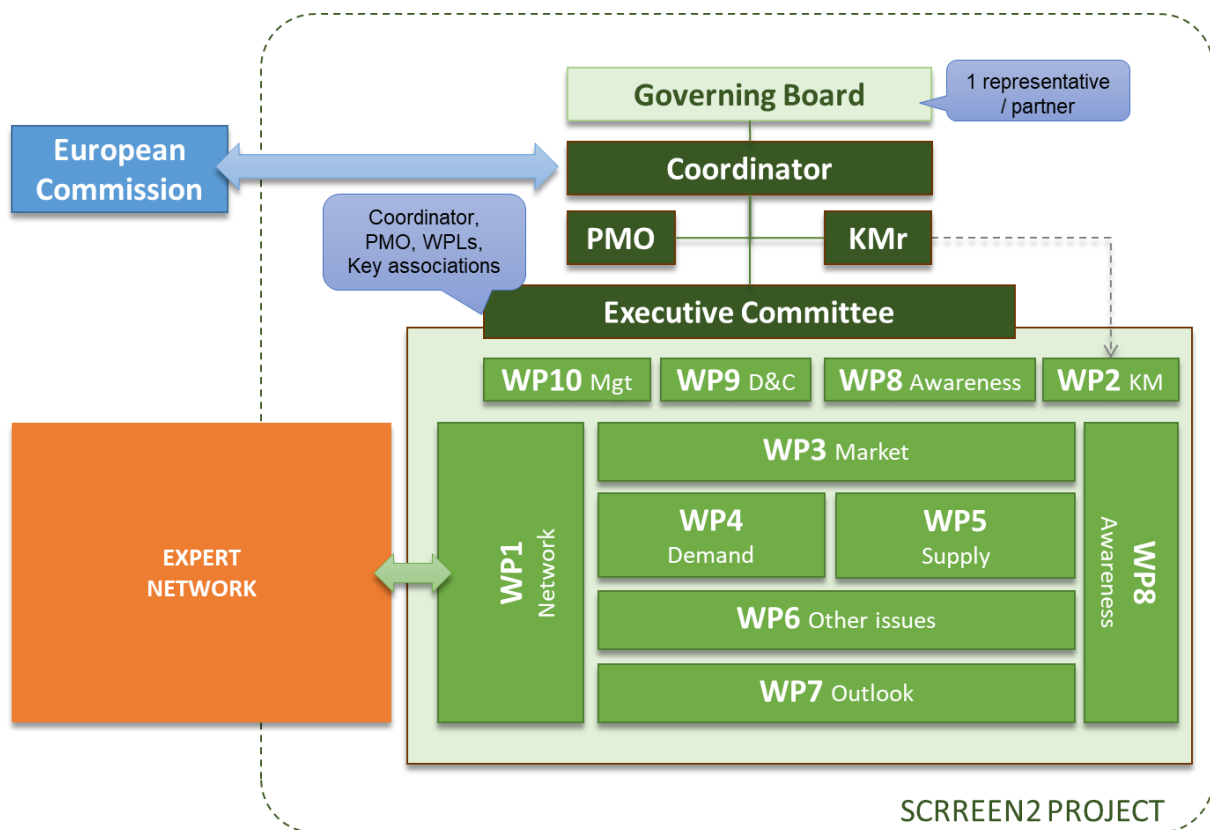 Governing Board
1 representative
/ partner
European
Commission
Coordinator
Coordinator,
PMO, WPLs,
Key associations
PMO
KMr
Executive Committee
WP10 Mgt
WP9 D&C
WP8 Awareness
WP2 KM
EXPERT
NETWORK
WP1
Network
WP3 Market
WP4
Demand
WP5
Supply
WP6 Other issues
WP7 Outlook
WP8
Awareness
SCRREEN2 PROJECT